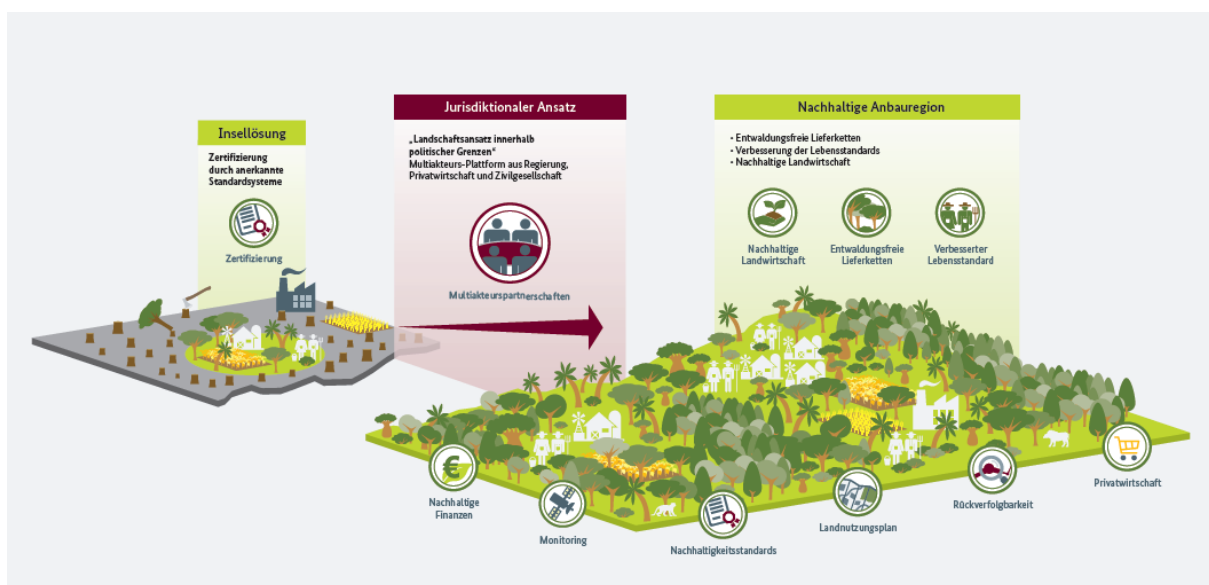 Insellösung
Zertifizierung
durch anerkannte
Standardsysteme
Zertifizierung
Jurisdiktionaler Ansatz
„Landschaftsansatz innerhalb
politischer Grenzen“
Multiakteurs-Plattform aus Regierung,
Privatwirtschaft und Zivilgesellschaft
Multiakteurspartnerschaften
Nachhaltige Anbauregion
• Entwaldungsfreie Lieferketten
• Verbesserung der Lebensstandards
• Nachhaltige Landwirtschaft
Nachhaltige
Landwirtschaft
Entwaldungsfreie
Lieferketten
Verbesserter
Lebensstandard
€
Nachhaltige
Finanzen
Monitoring
Nachhaltigkeitsstandards
Landnutzungsplan
Rückverfolgbarkeit
Privatwirtschaft